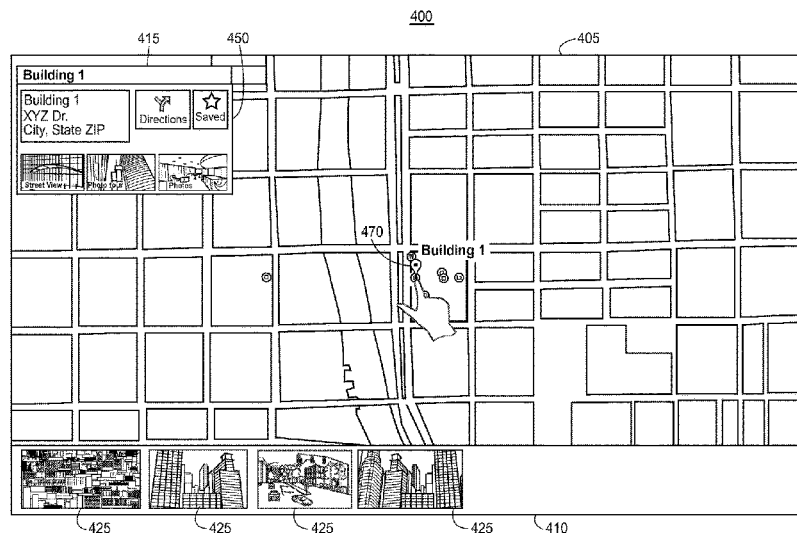 400
415
450
405
Building 1
Building 1
XYZ Dr.
City, State ZIP
Directions
Saved
Street View
Photo tour
Photos
470
Building 1
425
425
425
425
410